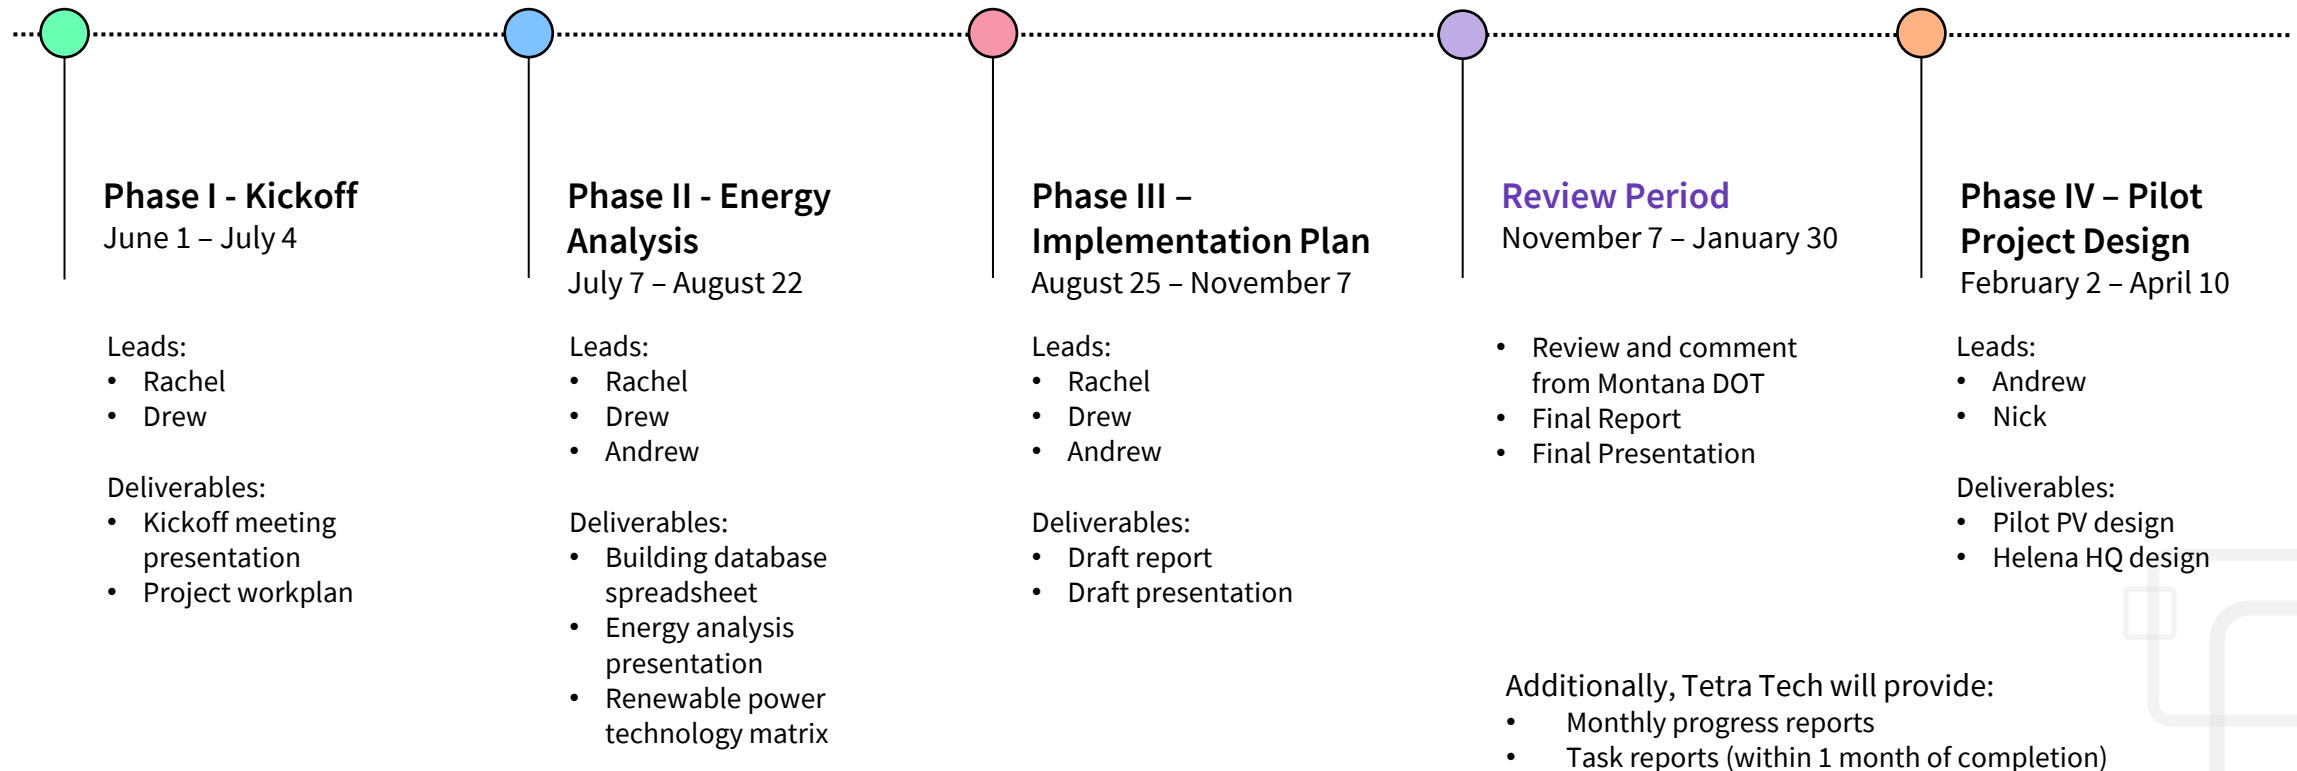 Phase I - Kickoff
June 1 – July 4
Leads:
• Rachel
• Drew
Deliverables:
• Kickoff meeting
presentation
• Project workplan
Phase II - Energy
Analysis
July 7 – August 22
Leads:
• Rachel
• Drew
• Andrew
Deliverables:
• Building database
spreadsheet
• Energy analysis
presentation
• Renewable power
technology matrix
Phase III –
Implementation Plan
August 25 – November 7
Leads:
• Rachel
• Drew
• Andrew
Deliverables:
• Draft report
• Draft presentation
Review Period
November 7 – January 30
• Review and comment
from Montana DOT
• Final Report
• Final Presentation
Phase IV – Pilot
Project Design
February 2 – April 10
Leads:
• Andrew
• Nick
Deliverables:
• Pilot PV design
• Helena HQ design
Additionally, Tetra Tech will provide:
• Monthly progress reports
• Task reports (within 1 month of completion)